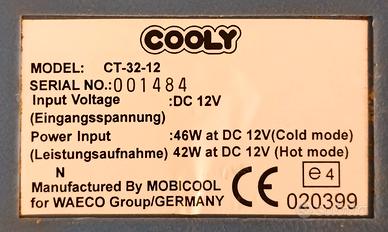 COOLY
MODEL: CT-32-12
SERIAL NO.: 001484
Input Voltage :DC 12V
(Eingangsspannung)
Power Input :46W at DC 12V(Cold mode)
(Leistungsaufnahme) 42W at DC 12V (Hot mode)
N
Manufactured By MOBICOOL
for WAECO Group/GERMANY
CE
e4
020399